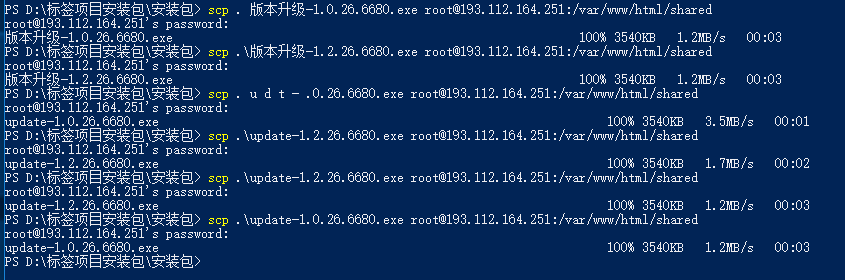 PS D:\标签项目安装包\安装包> scp . 版本升级-1.0.26.6680.exe root@193.112.164.251:/var/www/html/shared
root@193.112.164.251's password:
版本升级-1.0.26.6680.exe 100% 3540KB 1.2MB/s 00:03
PS D:\标签项目安装包\安装包> scp .\版本升级-1.2.26.6680.exe root@193.112.164.251:/var/www/html/shared
root@193.112.164.251's password:
版本升级-1.2.26.6680.exe 100% 3540KB 1.2MB/s 00:03
PS D:\标签项目安装包\安装包> scp . u d t - .0.26.6680.exe root@193.112.164.251:/var/www/html/shared
root@193.112.164.251's password:
update-1.0.26.6680.exe 100% 3540KB 3.5MB/s 00:01
PS D:\标签项目安装包\安装包> scp .\update-1.2.26.6680.exe root@193.112.164.251:/var/www/html/shared
root@193.112.164.251's password:
update-1.2.26.6680.exe 100% 3540KB 1.7MB/s 00:02
PS D:\标签项目安装包\安装包> scp .\update-1.2.26.6680.exe root@193.112.164.251:/var/www/html/shared
root@193.112.164.251's password:
update-1.2.26.6680.exe 100% 3540KB 1.2MB/s 00:03
PS D:\标签项目安装包\安装包> scp .\update-1.0.26.6680.exe root@193.112.164.251:/var/www/html/shared
root@193.112.164.251's password:
update-1.0.26.6680.exe 100% 3540KB 1.2MB/s 00:03
PS D:\标签项目安装包\安装包>